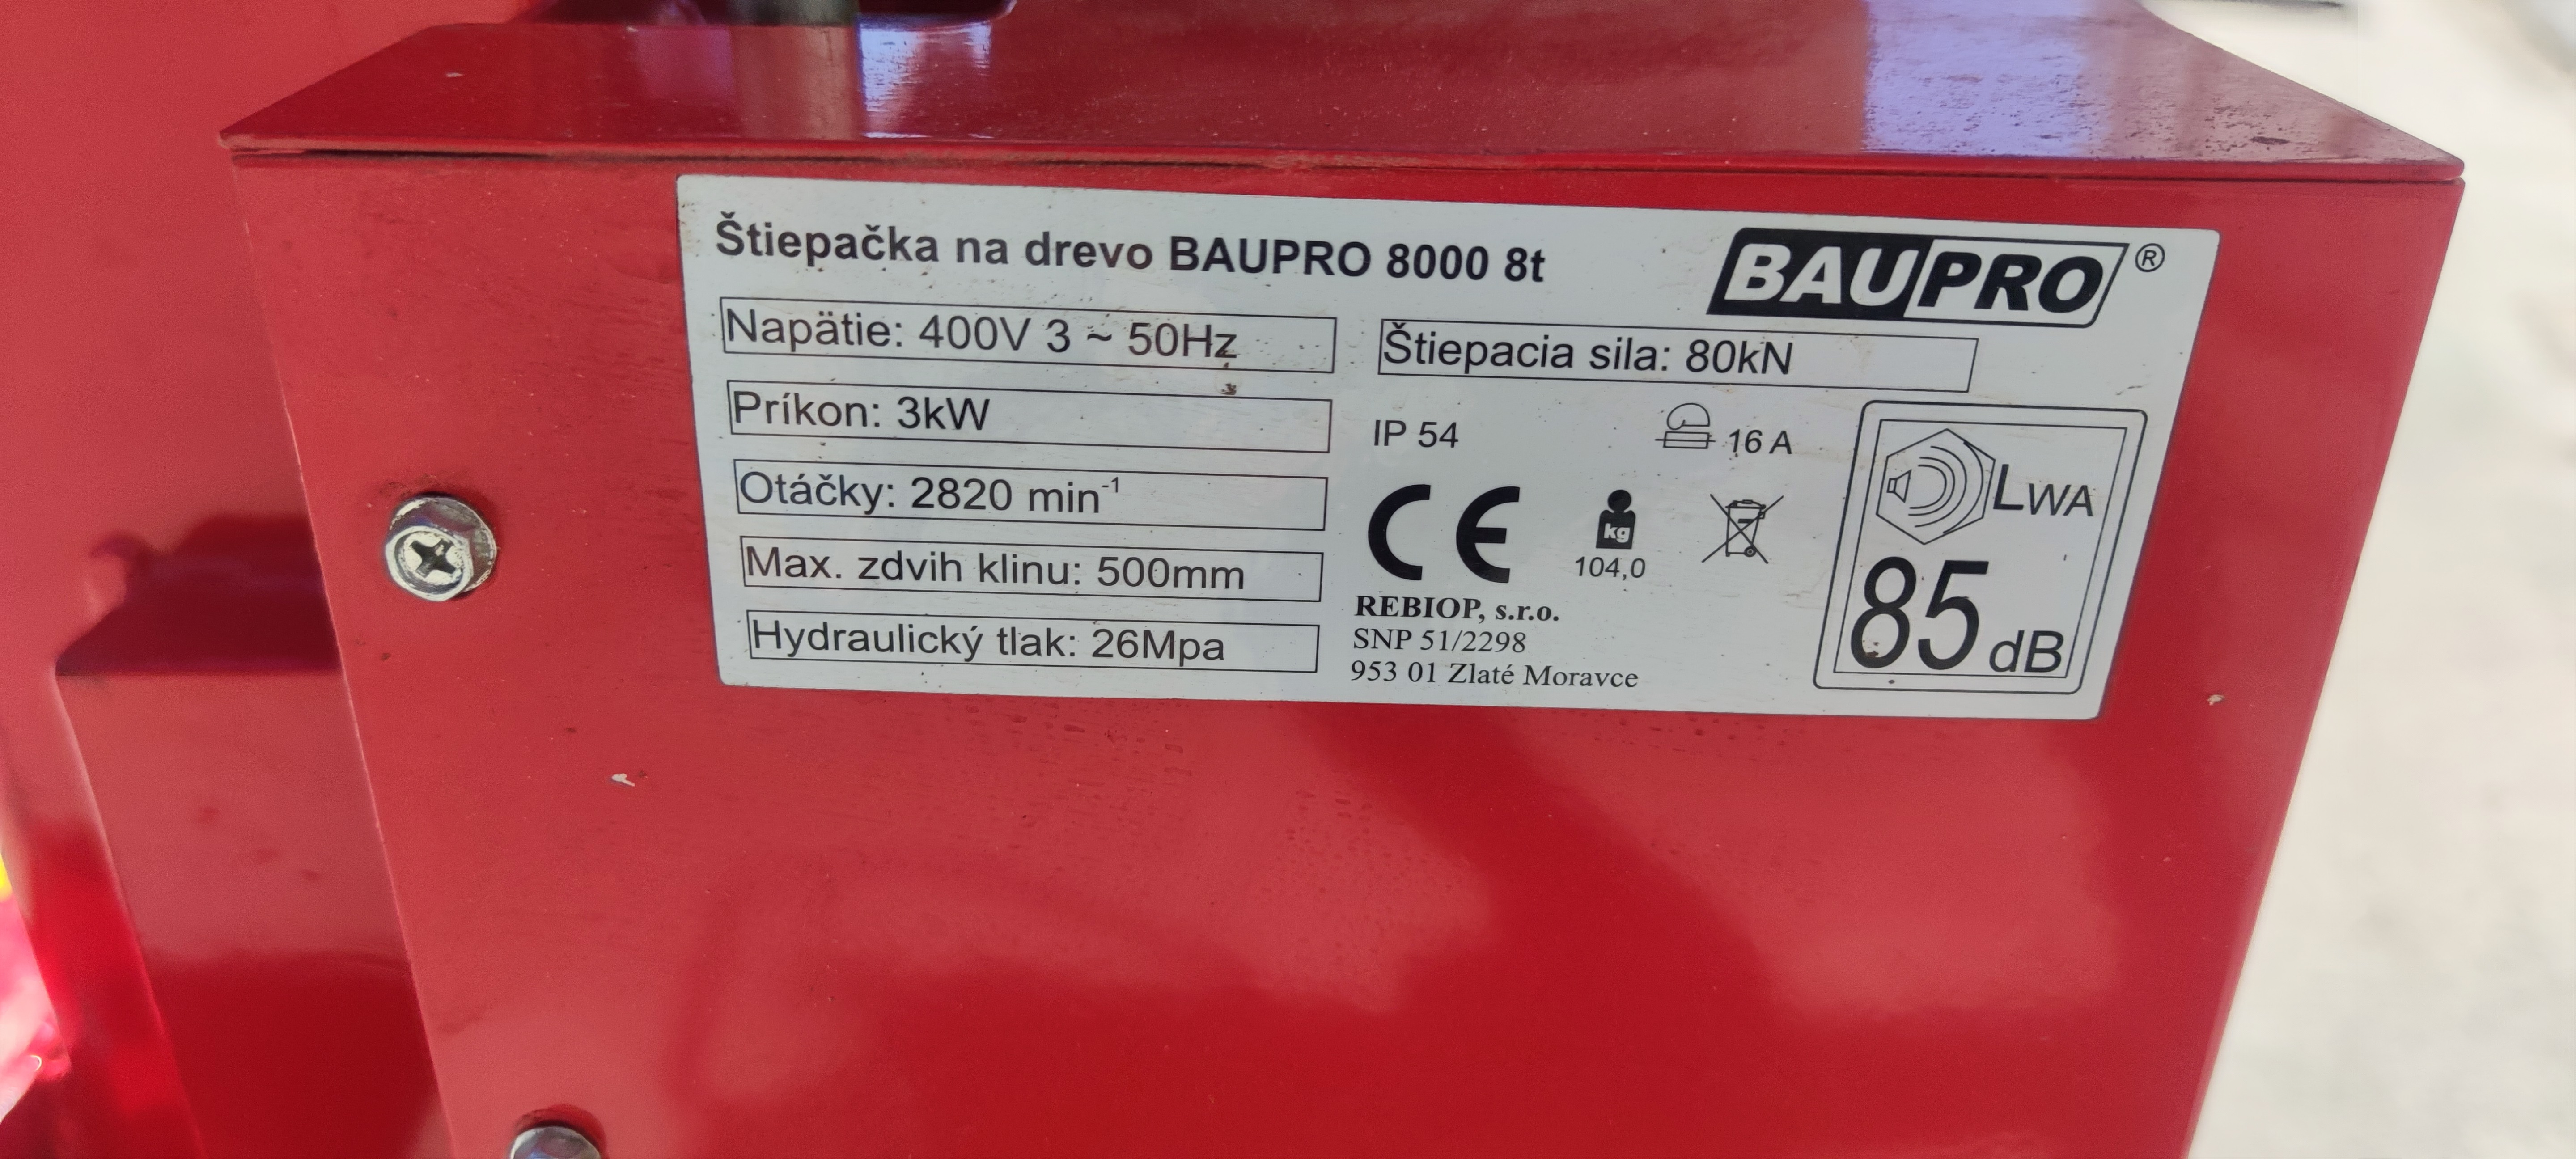 Štiepačka na drevo BAUPRO 8000 8t
BAUPRO ®
Napätie: 400V 3 ~ 50Hz
Štiepacia sila: 80kN
Príkon: 3kW
IP 54
16 A
Otáčky: 2820 min⁻¹
CE
kg
104,0
LWA
85 dB
Max. zdvih klinu: 500mm
Hydraulický tlak: 26Mpa
REBIOP, s.r.o.
SNP 51/2298
953 01 Zlaté Moravce